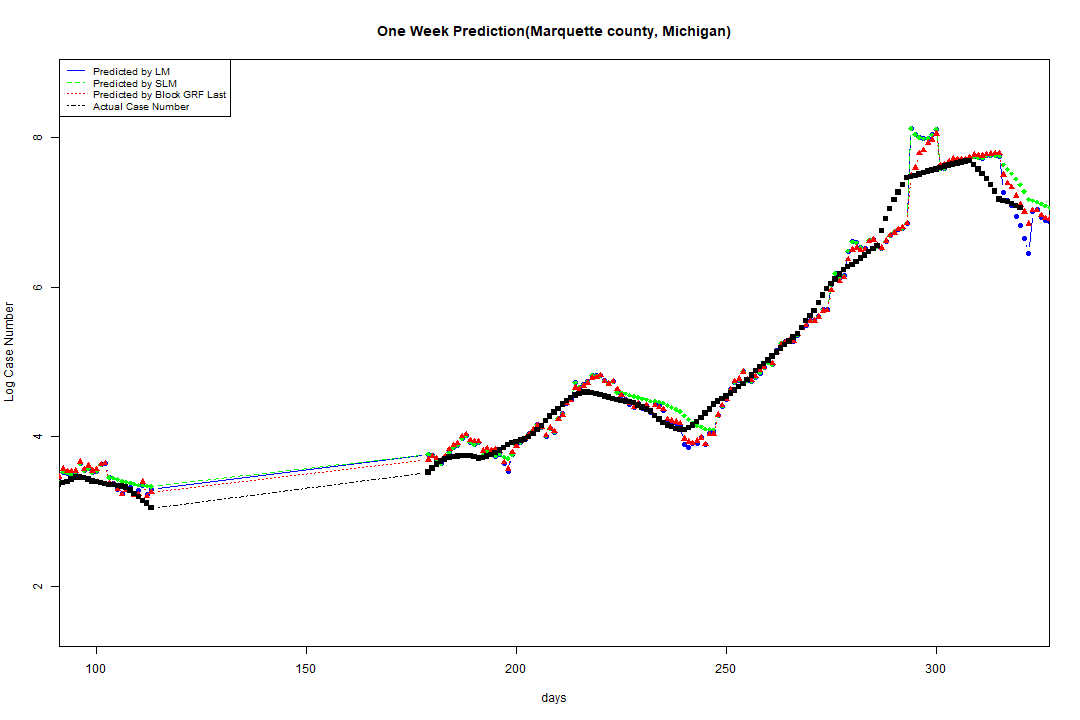 One Week Prediction(Marquette county, Michigan)
Predicted by LM
Predicted by SLM
Predicted by Block GRF Last
Actual Case Number
Log Case Number
8
6
4
2
100 150 200 250 300
days